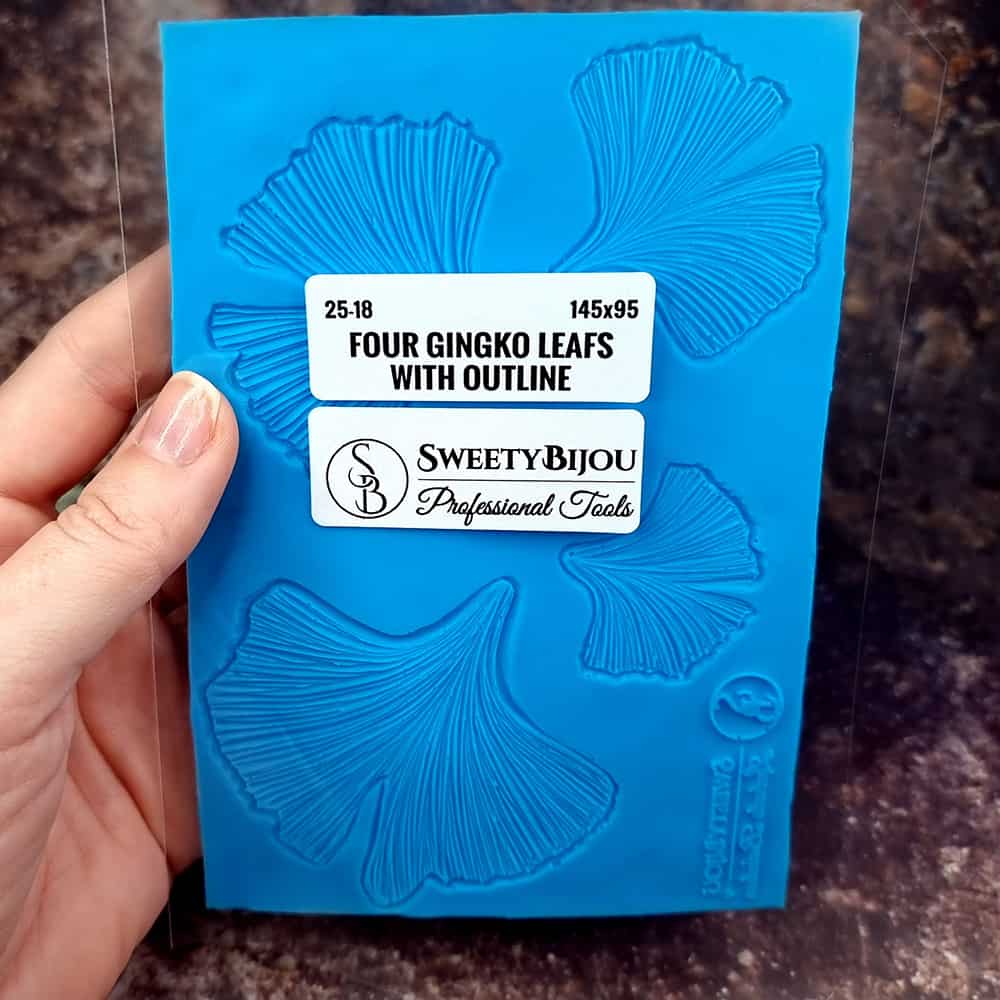 25-18 145x95
FOUR GINGKO LEAFS
WITH OUTLINE
SB
SWEETYBIJOU
Professional Tools